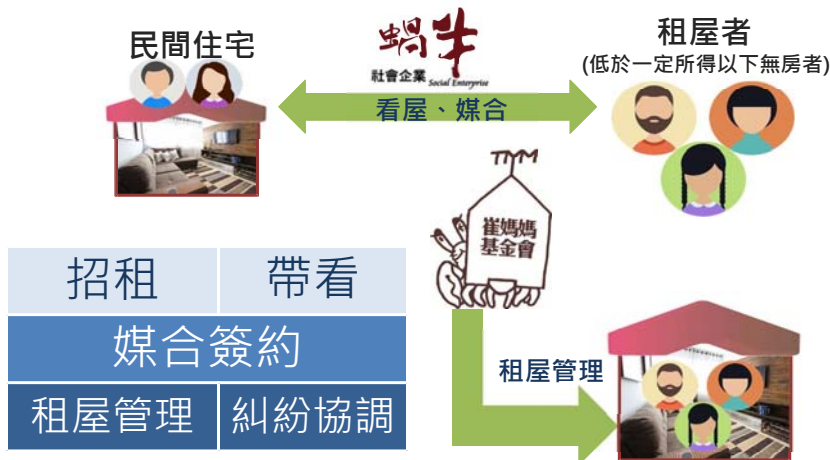 民間住宅
蝸牛
社會企業 Social Enterprise
看屋、媒合
租屋者
(低於一定所得以下無房者)
崔媽媽
基金會
招租 帶看
媒合簽約
租屋管理 糾紛協調
租屋管理